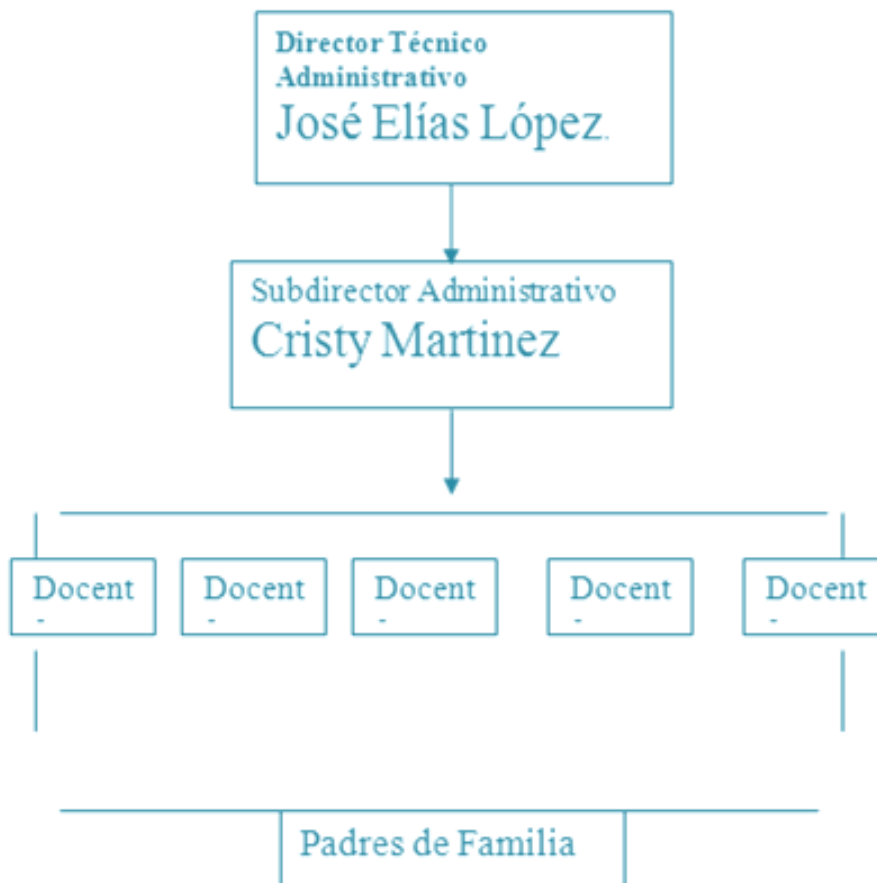 Director Técnico
Administrativo
José Elías López.
Subdirector Administrativo
Cristy Martinez
Docent Docent Docent Docent Docent
Padres de Familia